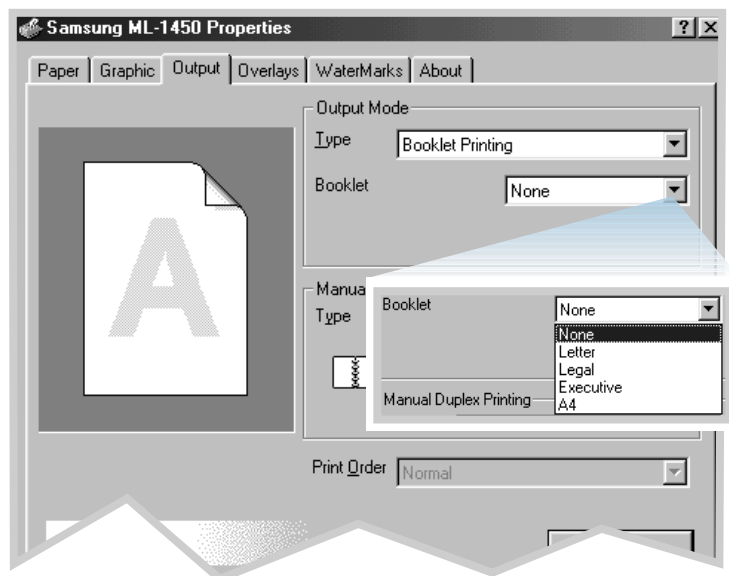 Samsung ML-1450 Properties
Paper Graphic Output Overlays WaterMarks About
Output Mode
Type Booklet Printing
Booklet None
Manua
Type
A
Booklet None
None
Letter
Legal
Executive
A4
Manual Duplex Printing
Print Order Normal